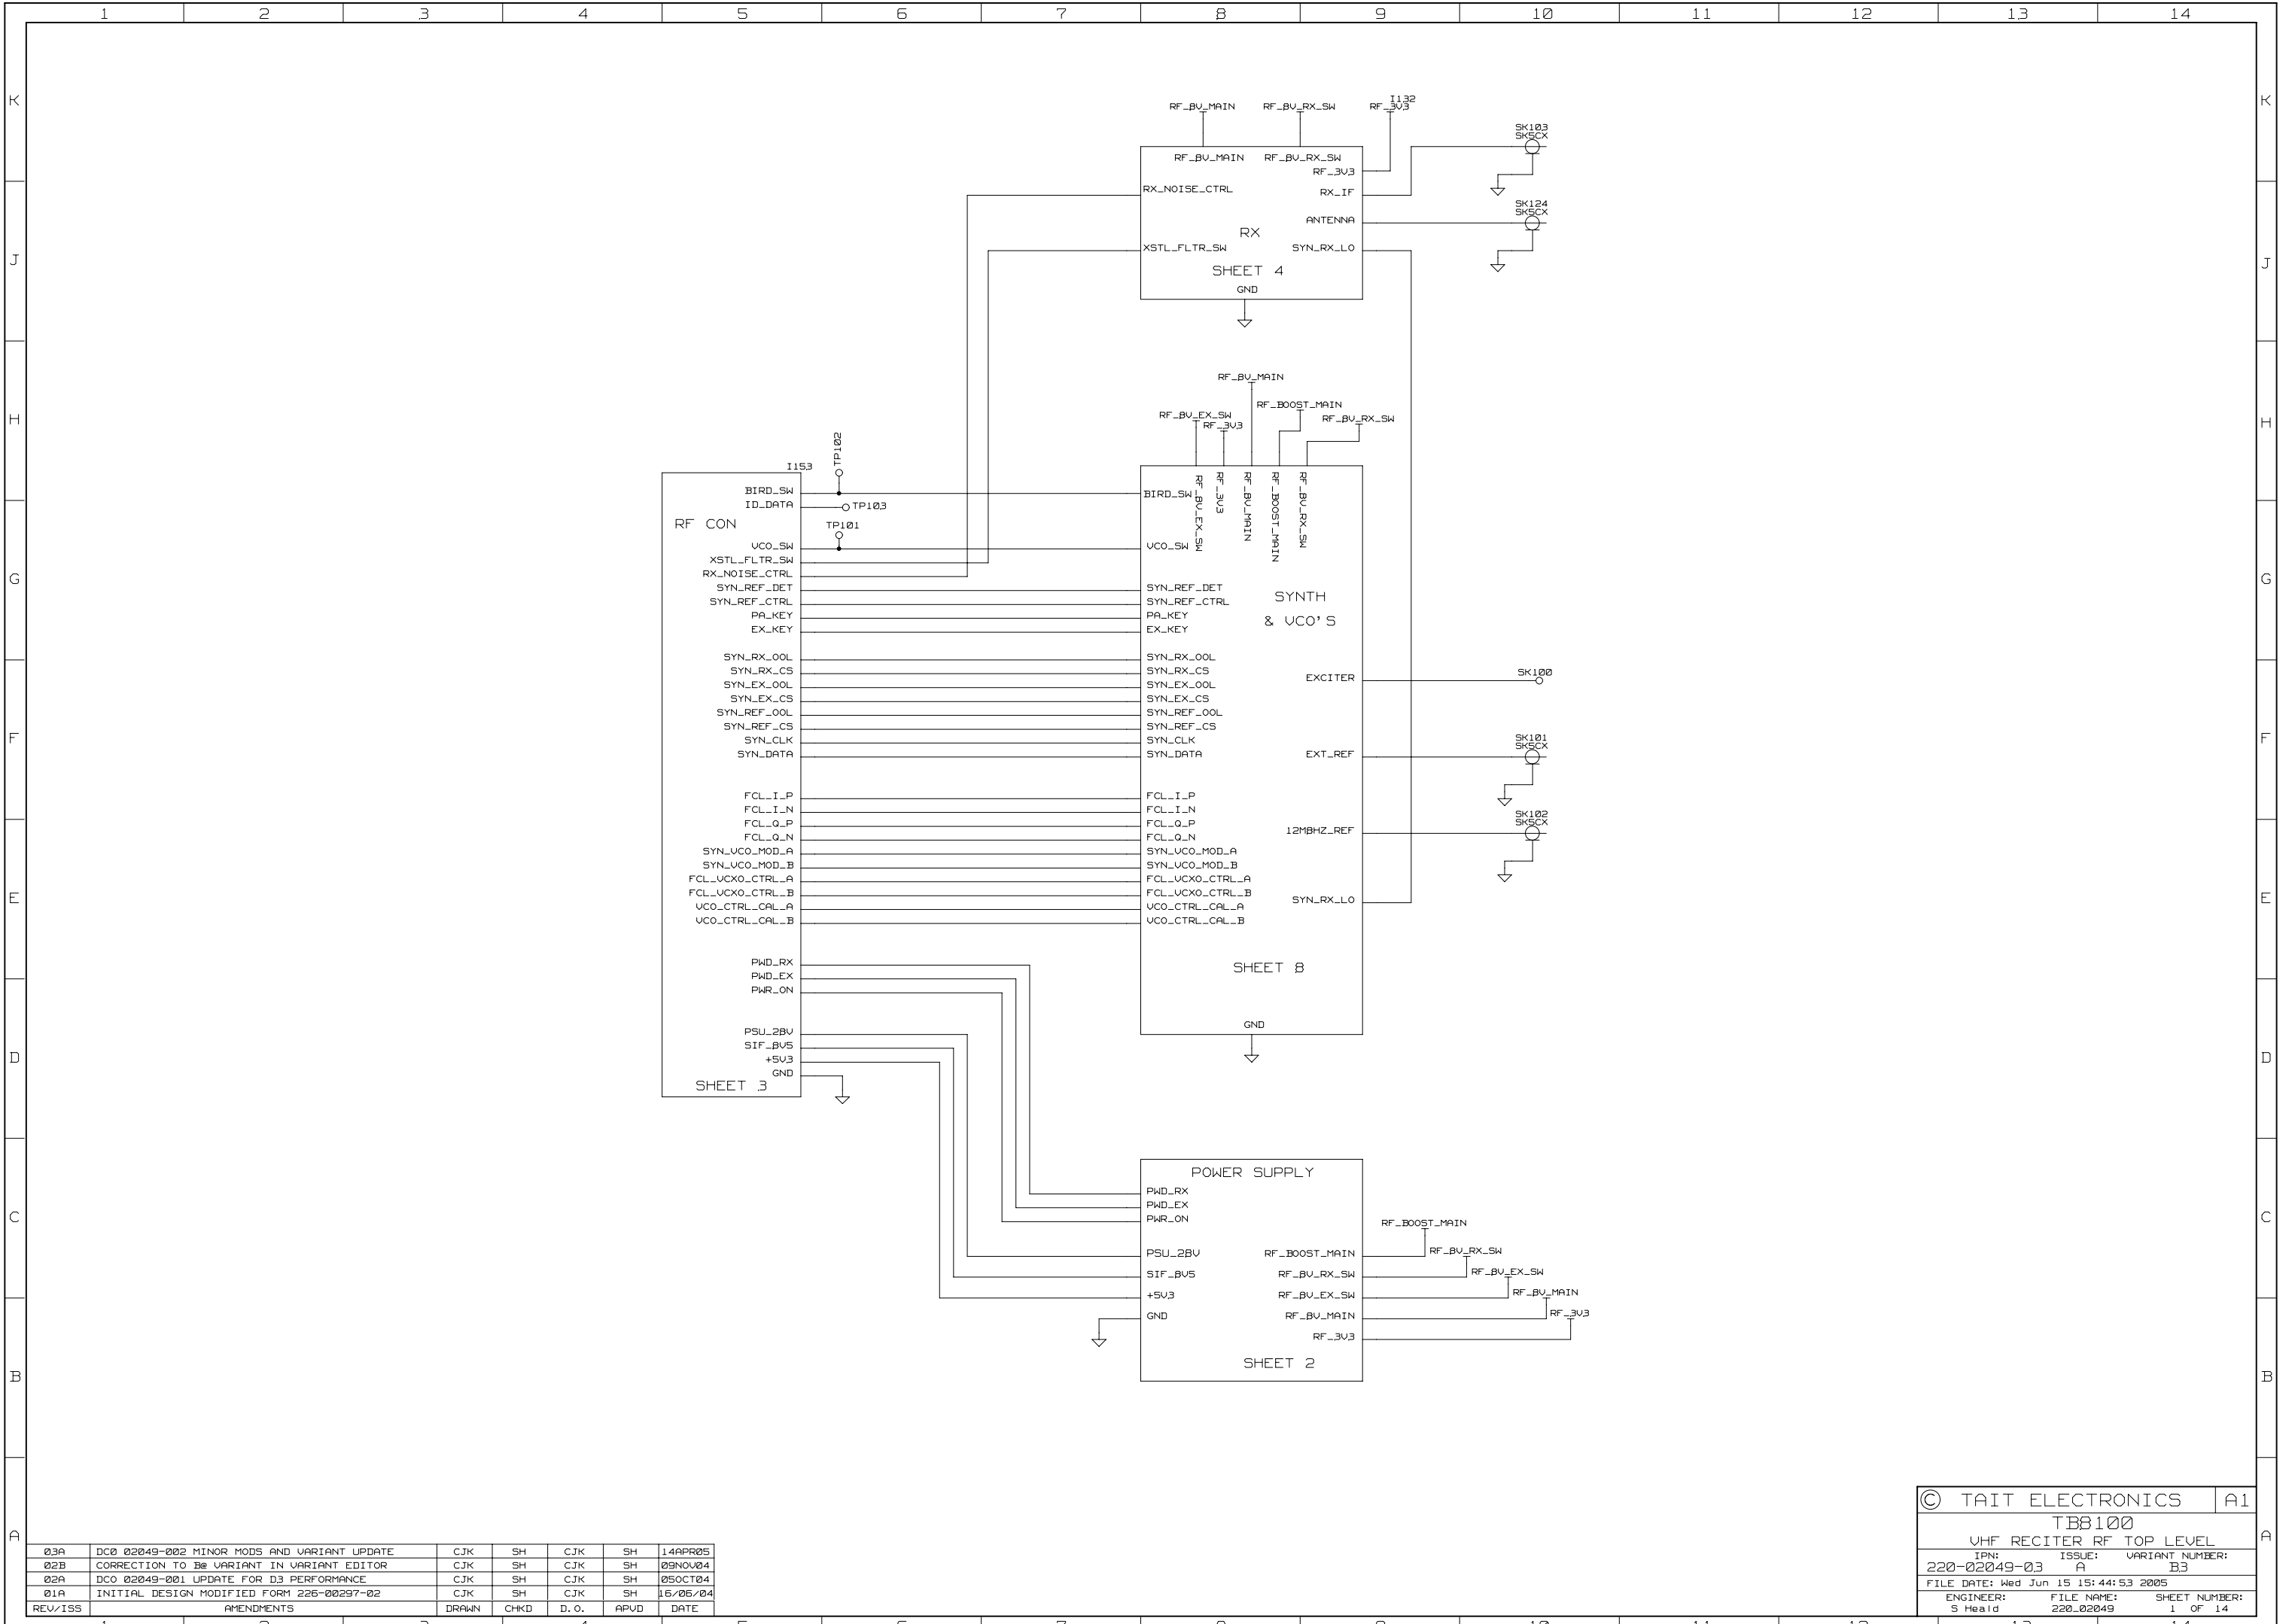 1 2 3 4 5 6 7 8 9 10 11 12 13 14
K
K
J
J
H
H
G
G
F
F
E
E
D
D
C
C
B
B
A
A
RF_8V_MAIN RF_8V_RX_SW RF_3V3
I132
RF_8V_MAIN RF_8V_RX_SW
RF_3V3
RX_NOISE_CTRL RX_IF
ANTENNA
RX
XSTL_FLTR_SW SYN_RX_LO
SHEET 4
GND
SK103
SK5CX
SK124
SK5CX
RF_8V_MAIN
RF_BOOST_MAIN
RF_8V_EX_SW
RF_3V3
RF_8V_RX_SW
TP102
I153
TP103
TP101
BIRD_SW
ID_DATA
RF CON
VCO_SW
XSTL_FLTR_SW
RX_NOISE_CTRL
SYN_REF_DET
SYN_REF_CTRL
PA_KEY
EX_KEY
SYN_RX_OOL
SYN_RX_CS
SYN_EX_OOL
SYN_EX_CS
SYN_REF_OOL
SYN_REF_CS
SYN_CLK
SYN_DATA
FCL_I_P
FCL_I_N
FCL_Q_P
FCL_Q_N
SYN_VCO_MOD_A
SYN_VCO_MOD_B
FCL_VCXO_CTRL_A
FCL_VCXO_CTRL_B
VCO_CTRL_CAL_A
VCO_CTRL_CAL_B
PWD_RX
PWD_EX
PWR_ON
PSU_28V
SIF_8V5
+5V3
GND
SHEET 3
RF_8V_EX_SW
RF_3V3
RF_8V_MAIN
RF_BOOST_MAIN
RF_8V_RX_SW
BIRD_SW
VCO_SW
SYN_REF_DET
SYN_REF_CTRL
PA_KEY
EX_KEY
SYNTH
& VCO'S
SYN_RX_OOL
SYN_RX_CS
SYN_EX_OOL
SYN_EX_CS
SYN_REF_OOL
SYN_REF_CS
SYN_CLK
SYN_DATA
FCL_I_P
FCL_I_N
FCL_Q_P
FCL_Q_N
SYN_VCO_MOD_A
SYN_VCO_MOD_B
FCL_VCXO_CTRL_A
FCL_VCXO_CTRL_B
VCO_CTRL_CAL_A
VCO_CTRL_CAL_B
EXCITER
EXT_REF
12M8HZ_REF
SYN_RX_LO
SHEET 8
GND
SK100
SK101
SK5CX
SK102
SK5CX
POWER SUPPLY
PWD_RX
PWD_EX
PWR_ON
PSU_28V RF_BOOST_MAIN
SIF_8V5 RF_8V_RX_SW
+5V3 RF_8V_EX_SW
GND RF_8V_MAIN
RF_3V3
SHEET 2
RF_BOOST_MAIN
RF_8V_RX_SW
RF_8V_EX_SW
RF_8V_MAIN
RF_3V3
03A DC0 02049-002 MINOR MODS AND VARIANT UPDATE CJK SH CJK SH 14APR05
02B CORRECTION TO B@ VARIANT IN VARIANT EDITOR CJK SH CJK SH 09NOV04
02A DCO 02049-001 UPDATE FOR D3 PERFORMANCE CJK SH CJK SH 05OCT04
01A INITIAL DESIGN MODIFIED FORM 226-00297-02 CJK SH CJK SH 16/06/04
REV/ISS AMENDMENTS DRAWN CHKD D.O. APVD DATE
© TAIT ELECTRONICS A1
TB8100
VHF RECITER RF TOP LEVEL
IPN: ISSUE: VARIANT NUMBER:
220-02049-03 A B3
FILE DATE: Wed Jun 15 15:44:53 2005
ENGINEER: FILE NAME: SHEET NUMBER:
S Heald 220_02049 1 OF 14